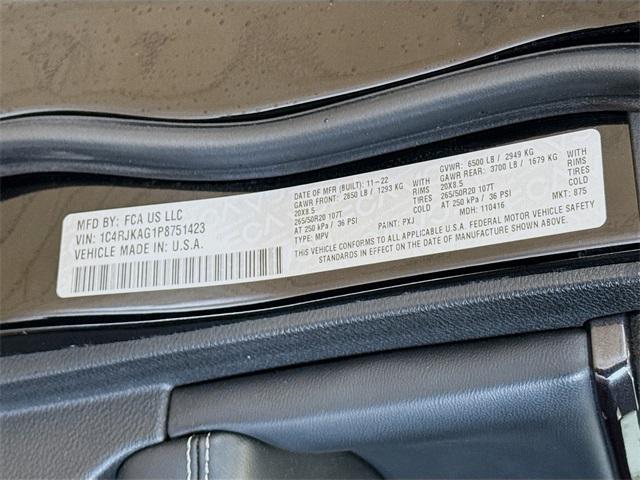 MFD BY: FCA US LLC
VIN: 1C4RJKAG1P8751423
VEHICLE MADE IN U.S.A.
DATE OF MFR (BUILT): 11-22 GVWR: 6500 LB / 2949 KG
GAWR FRONT: 2850 LB / 1293 KG WITH GAWR REAR: 3700 LB / 1679 KG WITH
20X8.5 RIMS 20X8.5 RIMS
265/50R20 107T TIRES 265/50R20 107T TIRES
AT 250 kPa / 36 PSI COLD AT 250 kPa / 36 PSI COLD
TYPE: MPV PAINT: PXJ MDH: 110416 MKT: 875
THIS VEHICLE CONFORMS TO ALL APPLICABLE U.S.A. FEDERAL MOTOR VEHICLE SAFETY
STANDARDS IN EFFECT ON THE DATE OF MANUFACTURE SHOWN ABOVE.